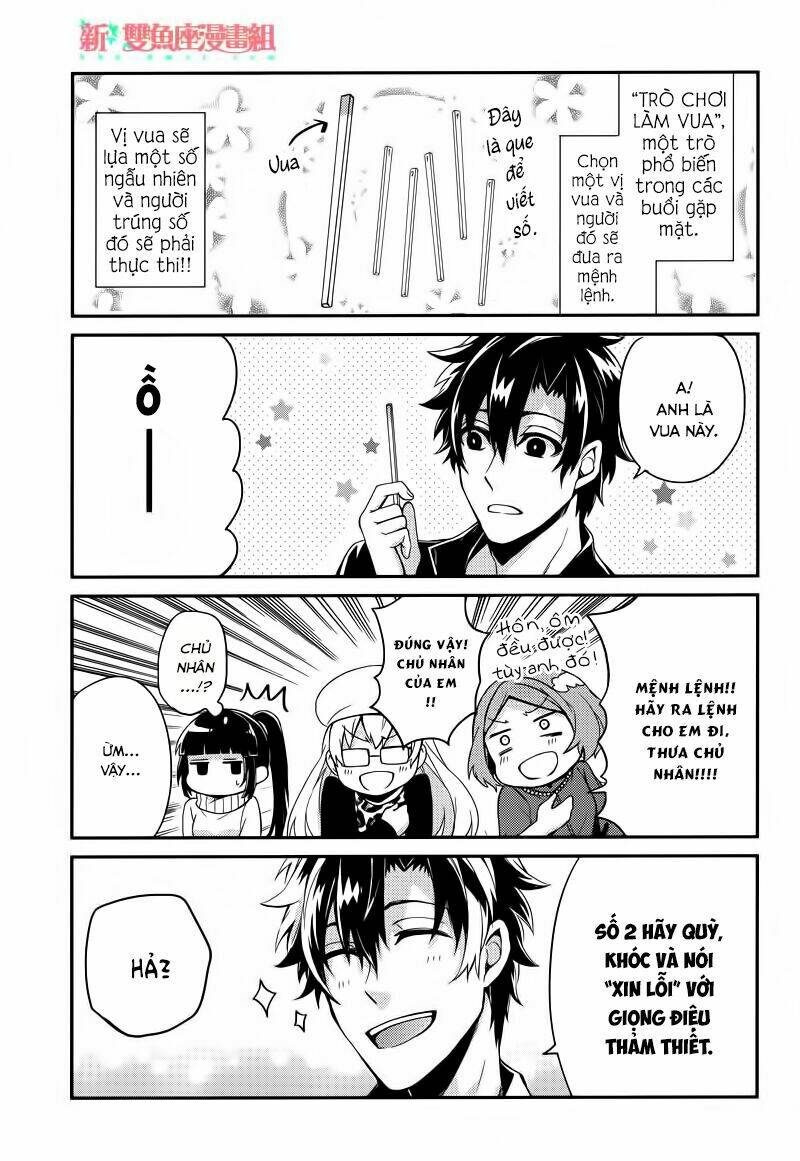 新☆雙魚座漫畫組
“TRÒ CHƠI
LÀM VUA”,
một trò
phổ biến
trong các
buổi gặp
mặt.
Chọn
một vị
vua và
người
đó sẽ
đưa ra
mệnh
lệnh.
Đây
là que
để
viết
số.
Vua
Vị vua sẽ
lựa một số
ngẫu nhiên
và người
trúng số
đó sẽ phải
thực thi!!
A!
ANH LÀ
VUA NÀY.
Ồ
—
MỆNH LỆNH!!
HÃY RA LỆNH
CHO EM ĐI,
THƯA CHỦ
NHÂN!!!!
Hôn, ôm
đều được!
tùy anh đó!
ĐÚNG VẬY!
CHỦ NHÂN
CỦA EM
!!
CHỦ
NHÂN
...!?
ỪM...
VẬY...
SỐ 2 HÃY QUỲ,
KHÓC VÀ NÓI
“XIN LỖI” VỚI
GIỌNG ĐIỆU
THẢM THIẾT.
HẢ?